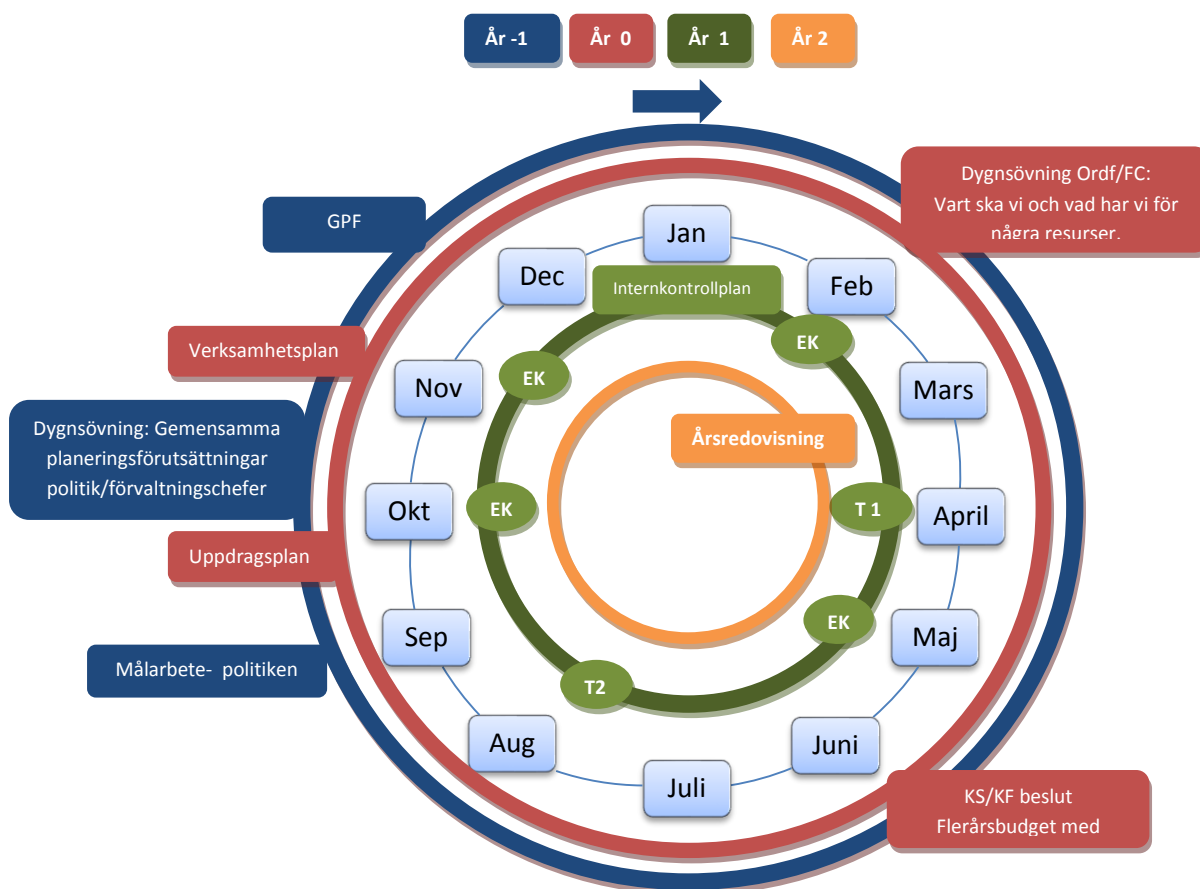 År -1
År 0
År 1
År 2
Dygnsövning Ordf/FC:
Vart ska vi och vad har vi för
några resurser.
GPF
Jan
Dec
Feb
Internkontrollplan
Verksamhetsplan
EK
EK
Nov
Mars
Dygnsövning: Gemensamma
planeringsförutsättningar
politik/förvaltningschefer
Årsredovisning
Okt
EK
T 1
April
Uppdragsplan
Sep
EK
Maj
Målarbete- politiken
T2
Aug
Juni
Juli
KS/KF beslut
Flerårsbudget med